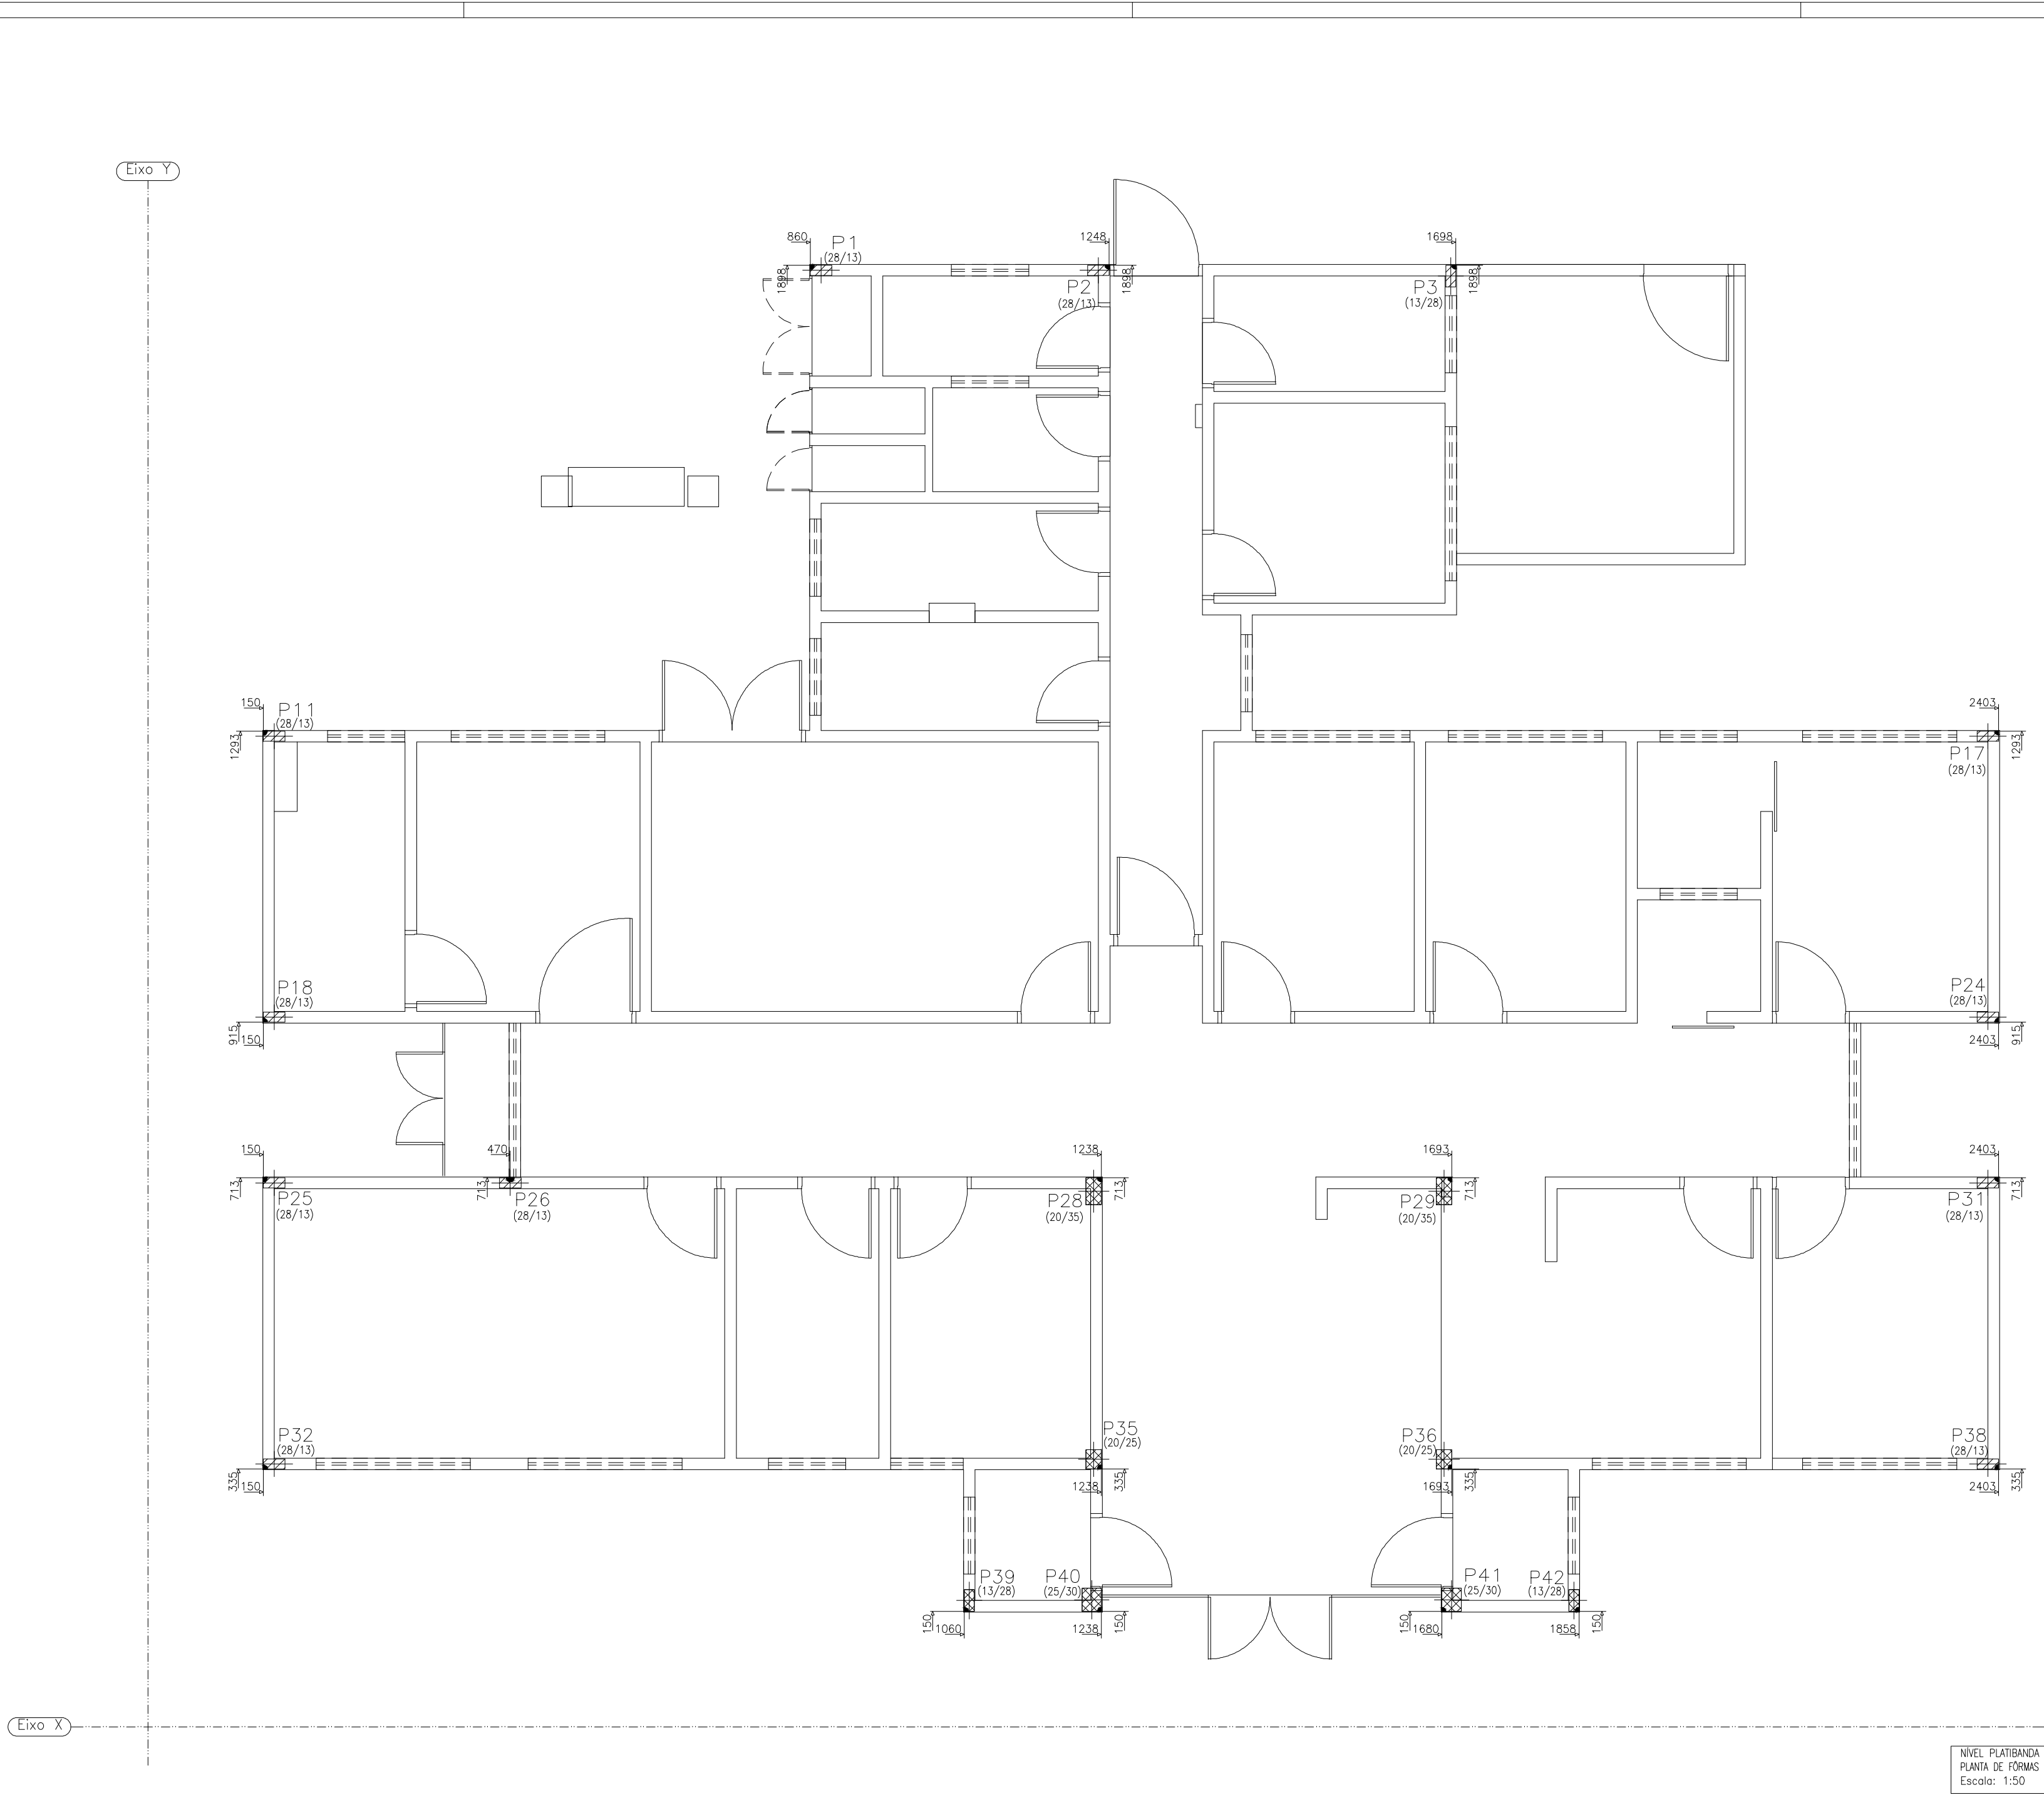 Eixo Y
860
P1
(28/13)
1898
1248
P2
(28/13)
1898
1698
P3
(13/28)
1898
150
P11
(28/13)
1293
2403
P17
(28/13)
1293
P18
(28/13)
915
150
P24
(28/13)
2403
915
150
P25
(28/13)
713
470
P26
(28/13)
713
1238
P28
(20/35)
713
1693
P29
(20/35)
713
2403
P31
(28/13)
713
P32
(28/13)
335
150
P35
(20/25)
1238
335
P36
(20/25)
1693
335
P38
(28/13)
2403
335
P39
(13/28)
150
1060
P40
(25/30)
1238
150
P41
(25/30)
150
1680
P42
(13/28)
1858
150
Eixo X
NÍVEL PLATIBANDA
PLANTA DE FÔRMAS
Escala: 1:50